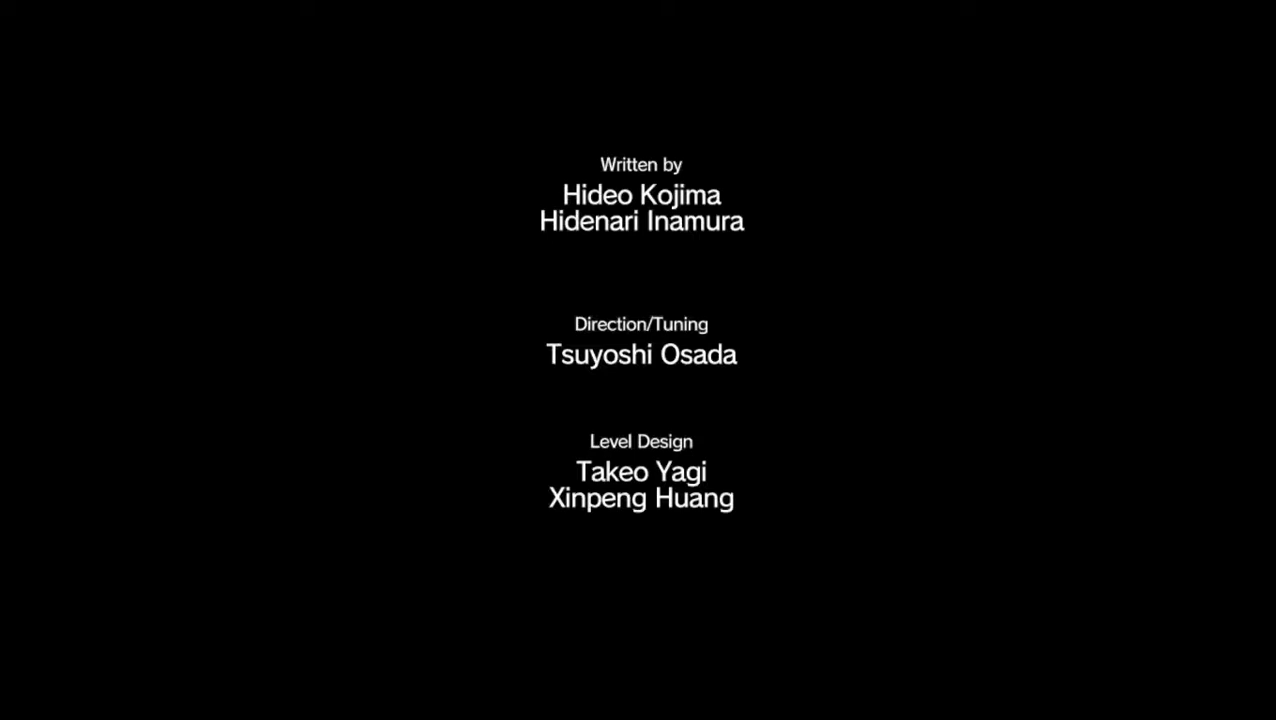 Written by
Hideo Kojima
Hidenari Inamura
Direction/Tuning
Tsuyoshi Osada
Level Design
Takeo Yagi
Xinpeng Huang